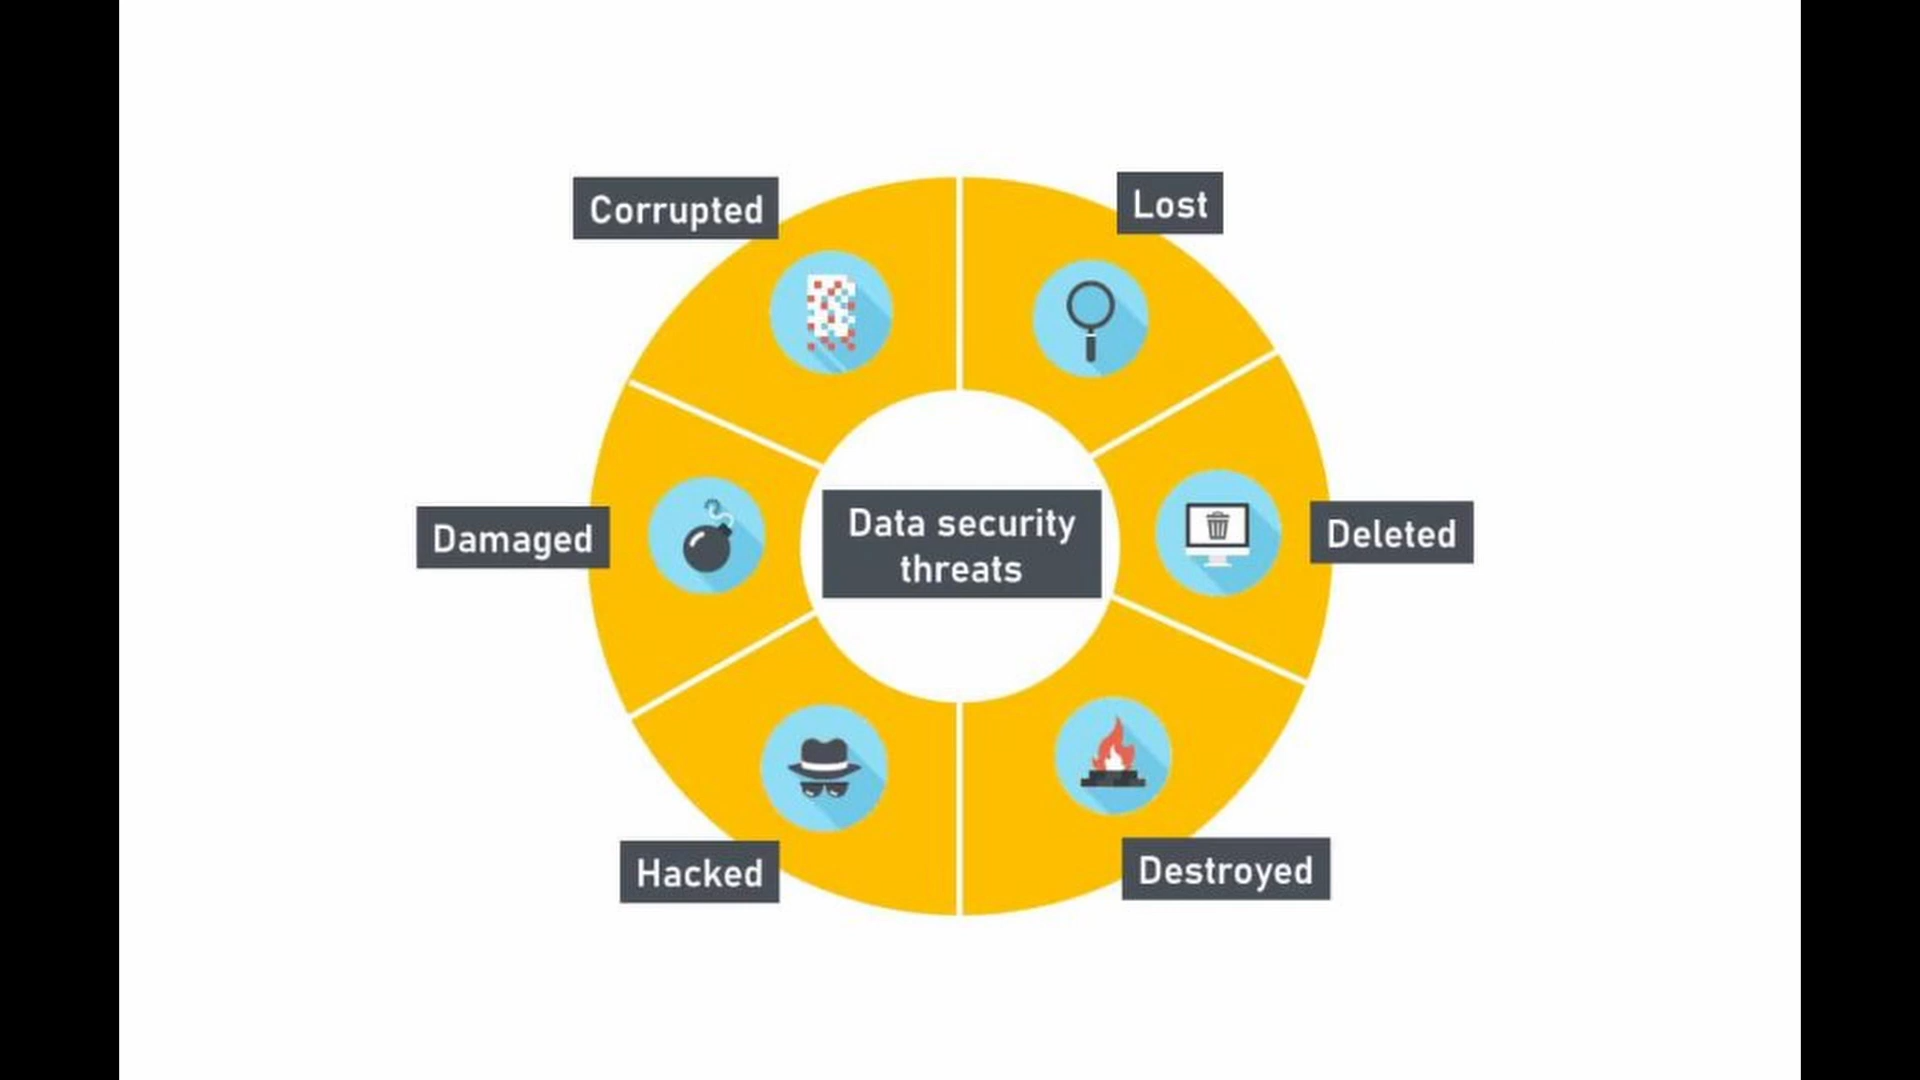 Corrupted
Lost
Damaged
Data security
threats
Deleted
Hacked
Destroyed